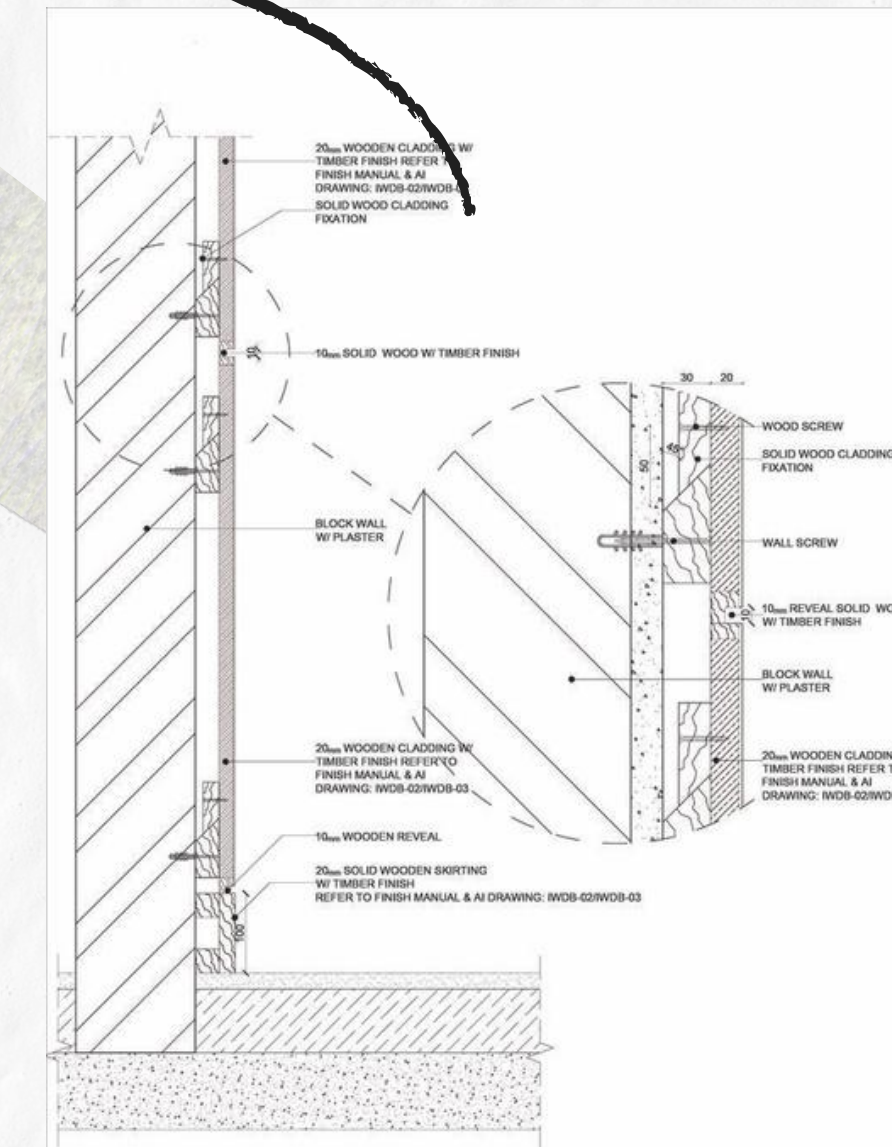 20mm WOODEN CLADDING W/
TIMBER FINISH REFER
FINISH MANUAL & AI
DRAWING: IWDB-02/IWDB-
SOLID WOOD CLADDING
FIXATION
10
10mm SOLID WOOD W/ TIMBER FINISH
BLOCK WALL
W/ PLASTER
20mm WOODEN CLADDING W/
TIMBER FINISH REFER TO
FINISH MANUAL & AI
DRAWING: IWDB-02/IWDB-03
10mm WOODEN REVEAL
20mm SOLID WOODEN SKIRTING
W/ TIMBER FINISH
REFER TO FINISH MANUAL & AI DRAWING: IWDB-02/IWDB-03
100
30 20
WOOD SCREW
45°
SOLID WOOD CLADDING
FIXATION
50
WALL SCREW
10mm REVEAL SOLID WO
W/ TIMBER FINISH
10
BLOCK WALL
W/ PLASTER
20mm WOODEN CLADDIN
TIMBER FINISH REFER T
FINISH MANUAL & AI
DRAWING: IWDB-02/IWD